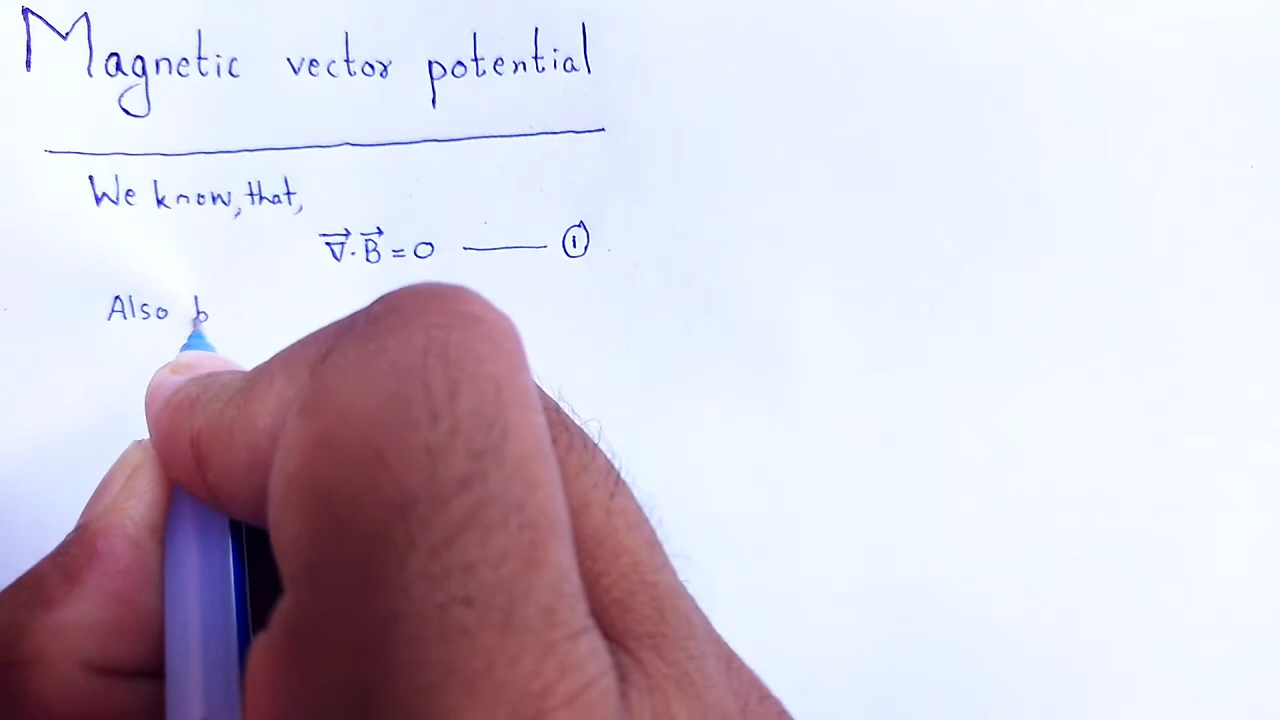 Magnetic vector potential
We know, that,
∇⃗·B⃗ = 0 —— ①
Also b